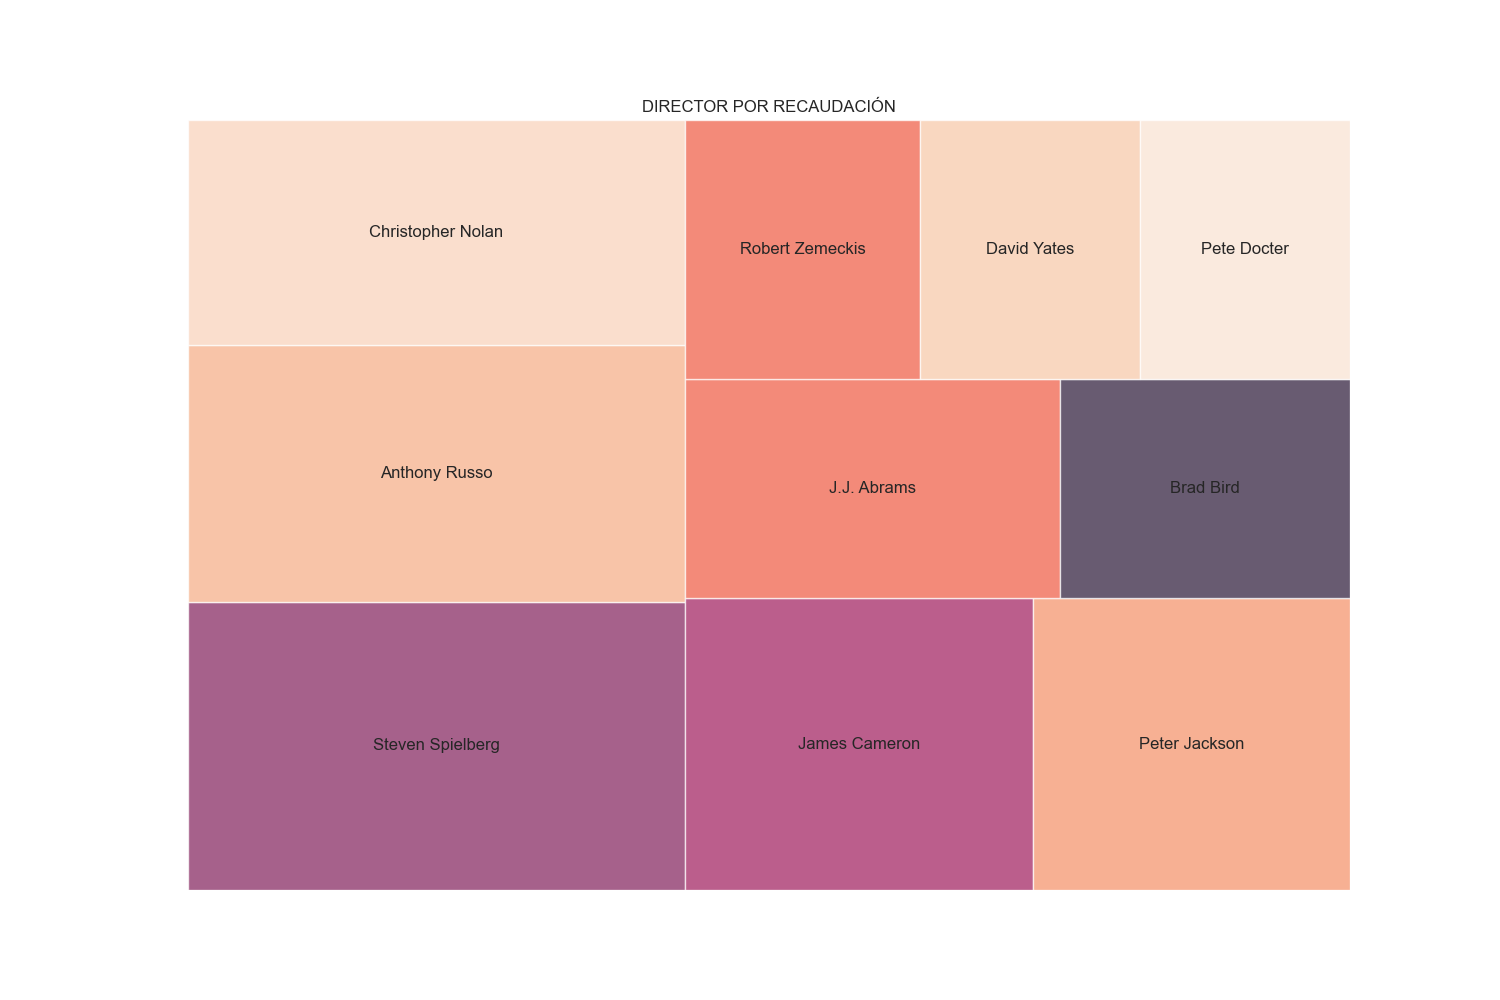 DIRECTOR POR RECAUDACIÓN
Christopher Nolan
Robert Zemeckis
David Yates
Pete Docter
Anthony Russo
J.J. Abrams
Brad Bird
Steven Spielberg
James Cameron
Peter Jackson